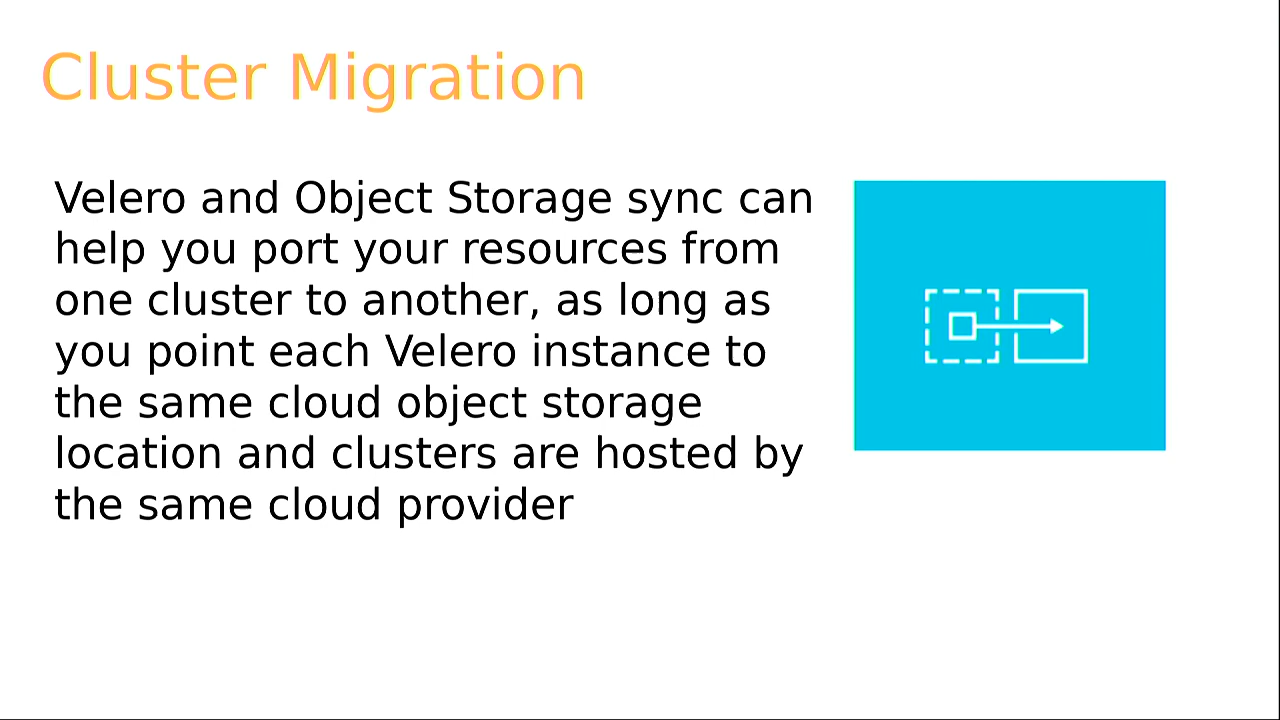 Cluster Migration
Velero and Object Storage sync can
help you port your resources from
one cluster to another, as long as
you point each Velero instance to
the same cloud object storage
location and clusters are hosted by
the same cloud provider